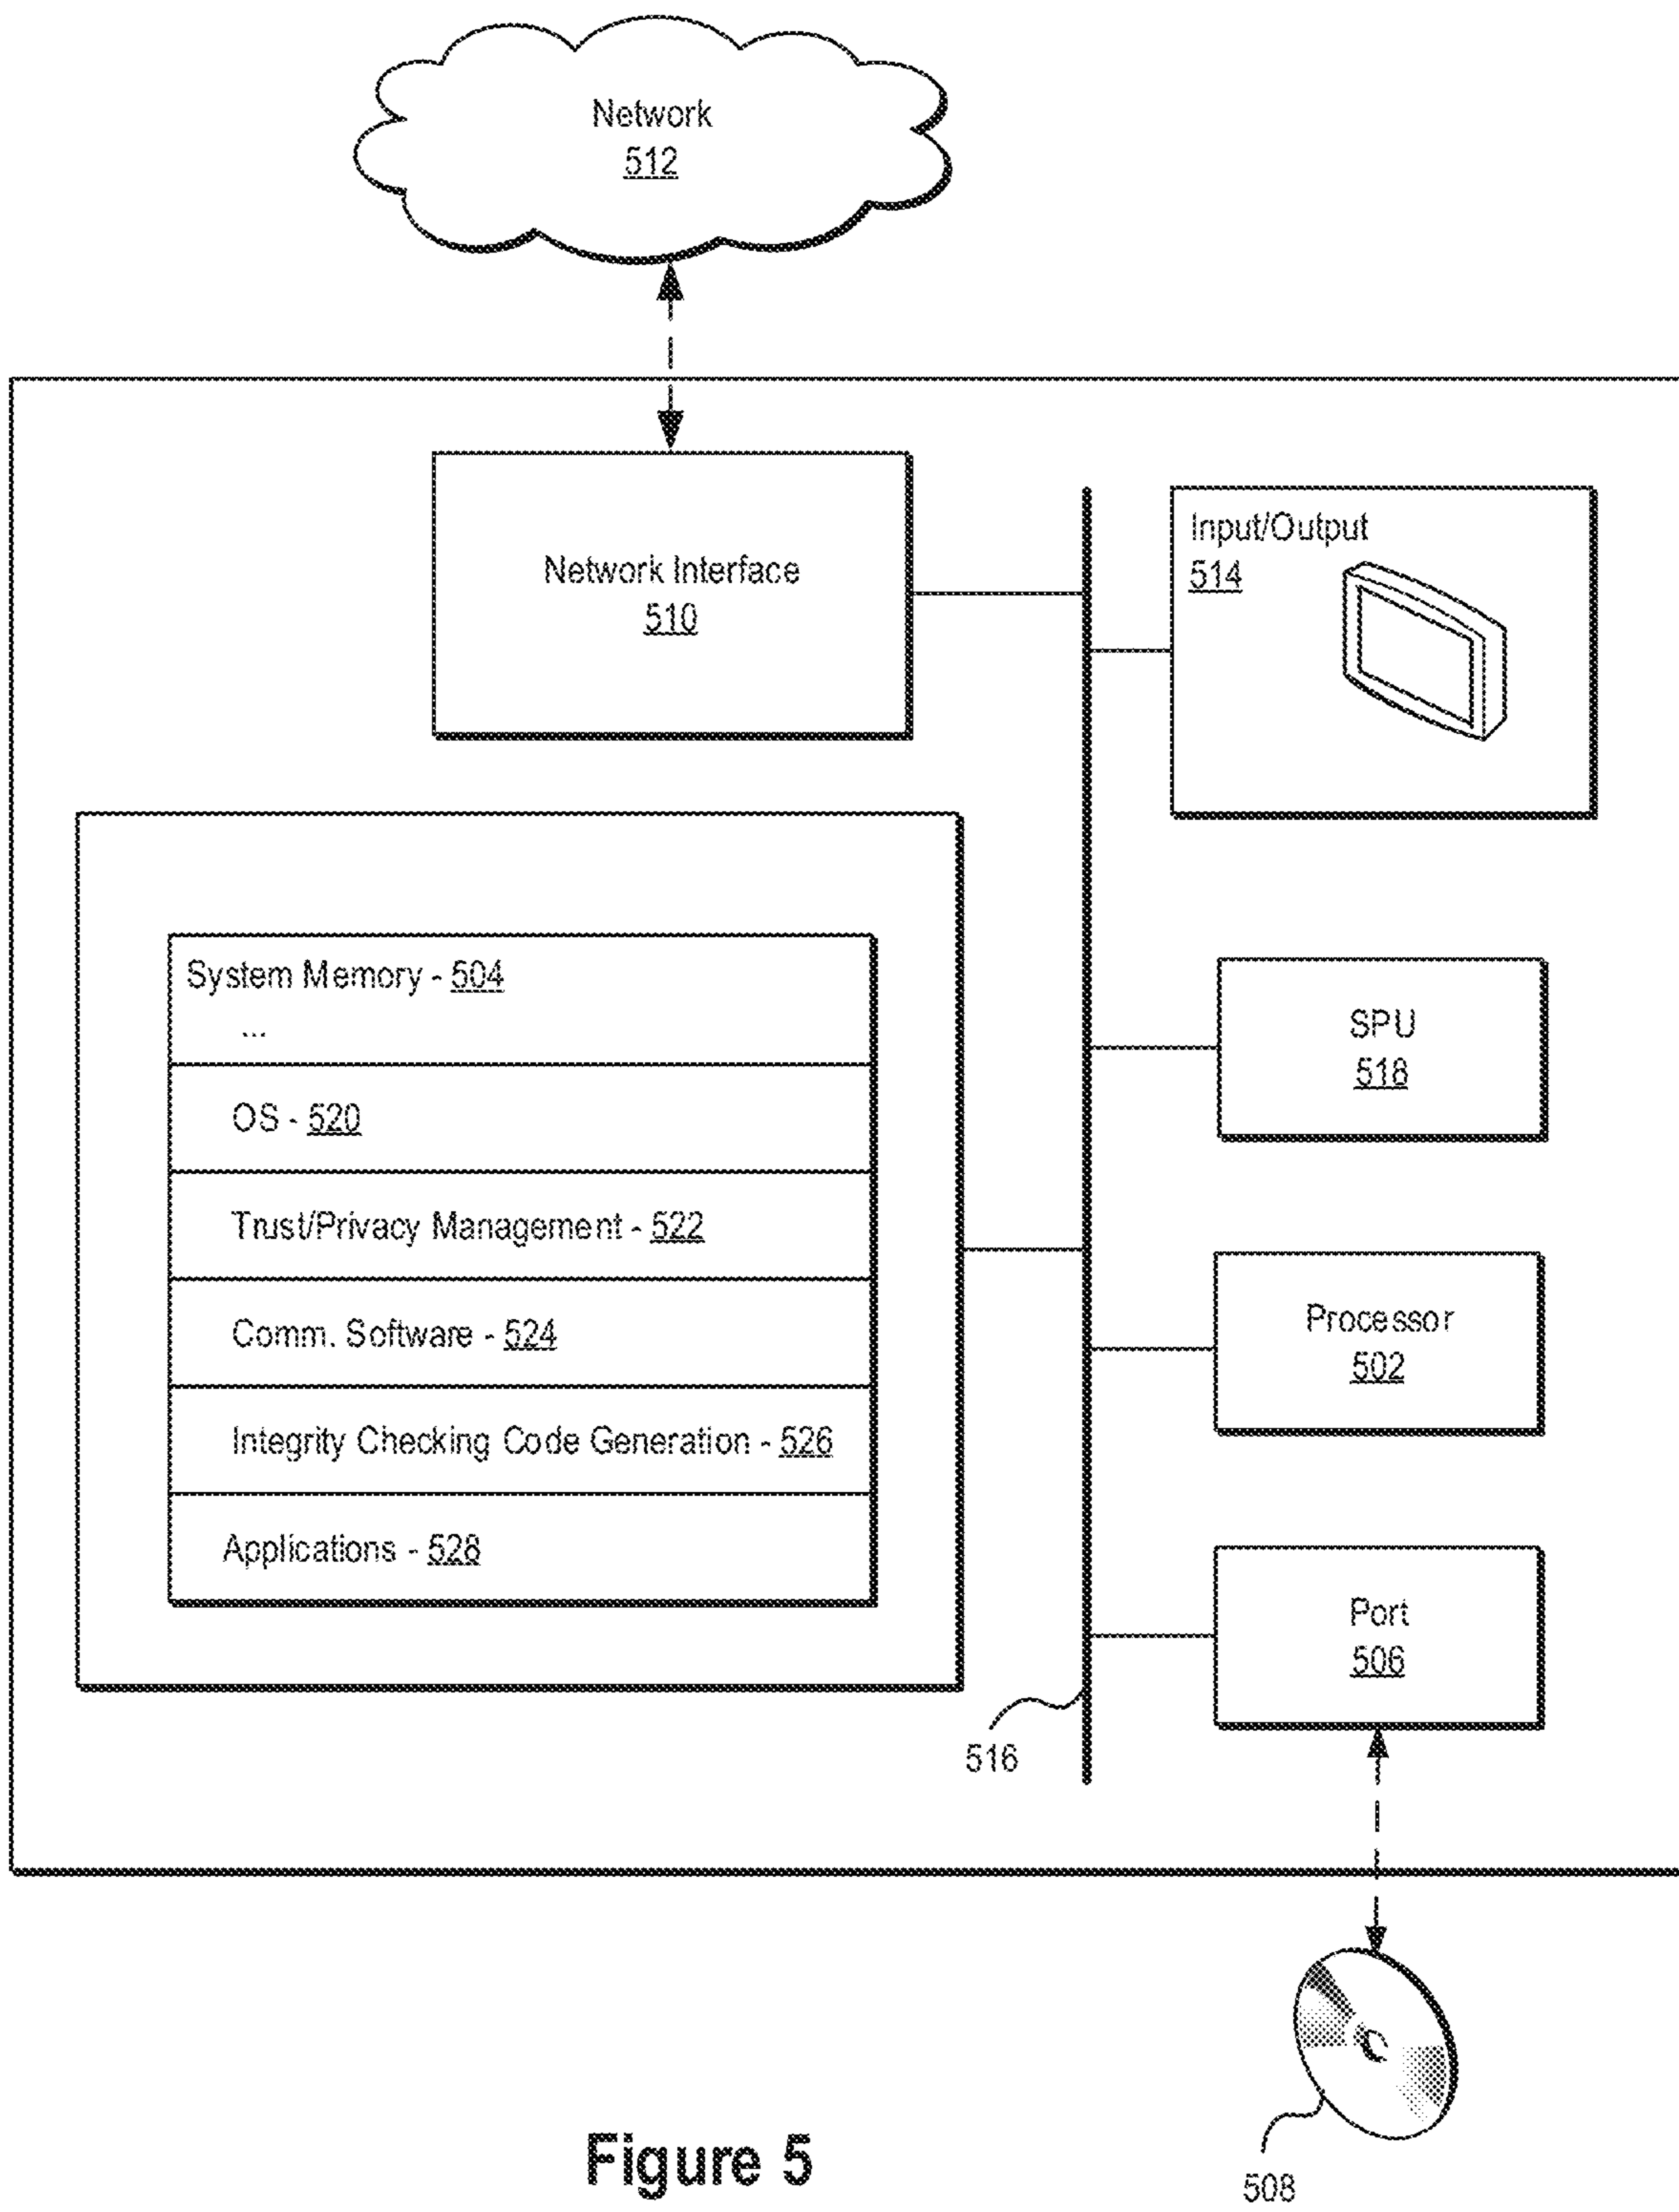 Network
512
Network Interface
510
Input/Output
514
System Memory - 504
...
OS - 520
Trust/Privacy Management - 522
Comm. Software - 524
Integrity Checking Code Generation - 526
Applications - 528
SPU
518
Processor
502
Port
506
516
508
Figure 5